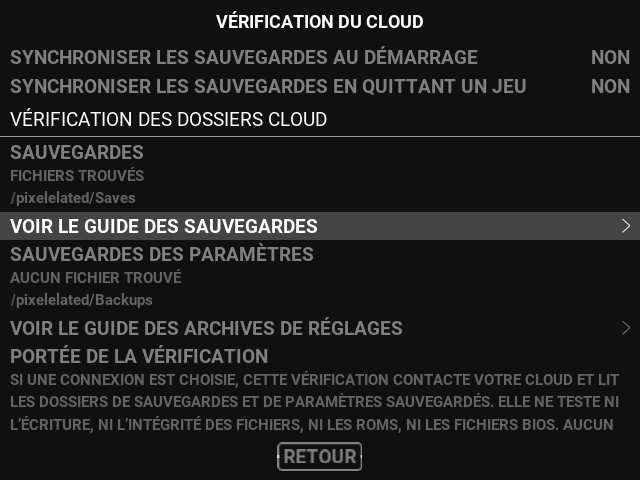 VÉRIFICATION DU CLOUD
SYNCHRONISER LES SAUVEGARDES AU DÉMARRAGE NON
SYNCHRONISER LES SAUVEGARDES EN QUITTANT UN JEU NON
VÉRIFICATION DES DOSSIERS CLOUD
SAUVEGARDES
FICHIERS TROUVÉS
/pixelelated/Saves
VOIR LE GUIDE DES SAUVEGARDES
SAUVEGARDES DES PARAMÈTRES
AUCUN FICHIER TROUVÉ
/pixelelated/Backups
VOIR LE GUIDE DES ARCHIVES DE RÉGLAGES
PORTÉE DE LA VÉRIFICATION
SI UNE CONNEXION EST CHOISIE, CETTE VÉRIFICATION CONTACTE VOTRE CLOUD ET LIT
LES DOSSIERS DE SAUVEGARDES ET DE PARAMÈTRES SAUVEGARDÉS. ELLE NE TESTE NI
L’ÉCRITURE, NI L’INTÉGRITÉ DES FICHIERS, NI LES ROMS, NI LES FICHIERS BIOS. AUCUN
RETOUR